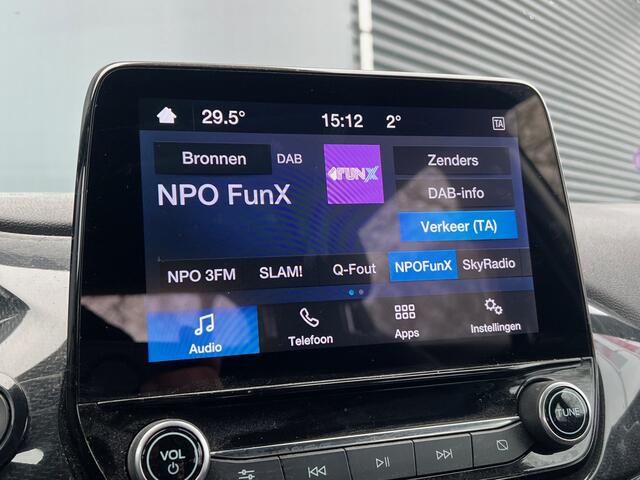 29.5° 15:12 2° TA
Bronnen DAB FUNX Zenders
NPO FunX DAB-info
Verkeer (TA)
NPO 3FM SLAM! Q-Fout NPOFunX SkyRadio
Audio Telefoon Apps Instellingen
VOL TUNE